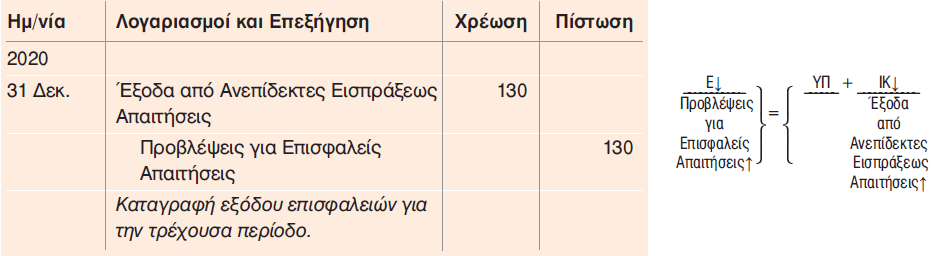 Ημ/νία Λογαριασμοί και Επεξήγηση Χρέωση Πίστωση
2020
31 Δεκ. Έξοδα από Ανεπίδεκτες Εισπράξεως 130
Απαιτήσεις
Προβλέψεις για Επισφαλείς 130
Απαιτήσεις
Καταγραφή εξόδου επισφαλειών για
την τρέχουσα περίοδο.
Ε↓ = ΥΠ + ΙΚ↓
Προβλέψεις
για
Επισφαλείς
Απαιτήσεις↑
Έξοδα
από
Ανεπίδεκτες
Εισπράξεως
Απαιτήσεις↑